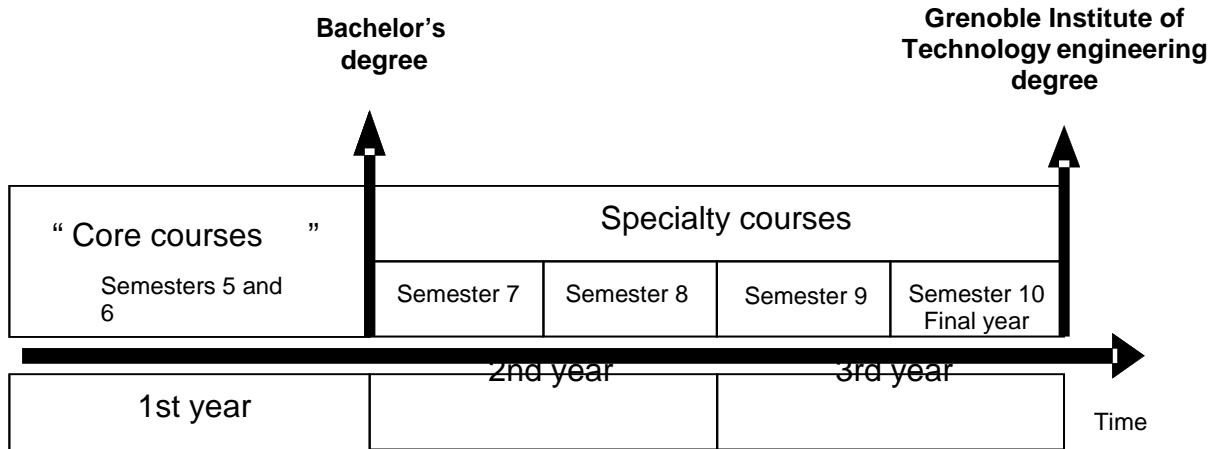 Bachelor's
degree
Grenoble Institute of
Technology engineering
degree
“ Core courses ”
Semesters 5 and
6
Specialty courses
Semester 7
Semester 8
Semester 9
Semester 10
Final year
1st year
2nd year
3rd year
Time